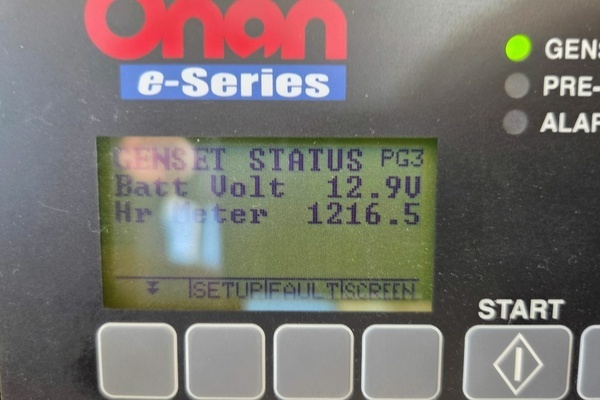 Onan
e-Series
GENS
PRE-
ALAR
GENSET STATUS PG3
Batt Volt 12.9V
Hr Meter 1216.5
SETUP FAULT SCREEN
START